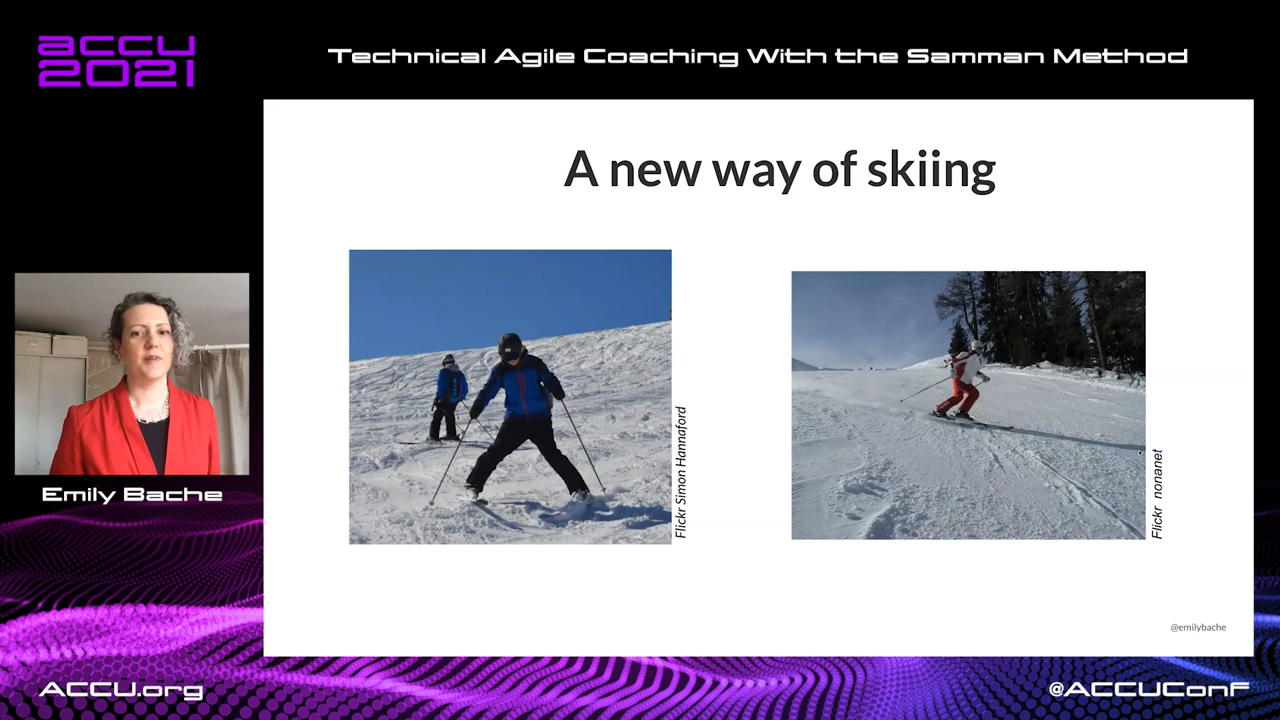 accu
2021
Technical Agile Coaching With the Samman Method
A new way of skiing
Flickr Simon Hannaford
Flickr nonanet
Emily Bache
@emilybache
ACCU.org
@ACCUConf